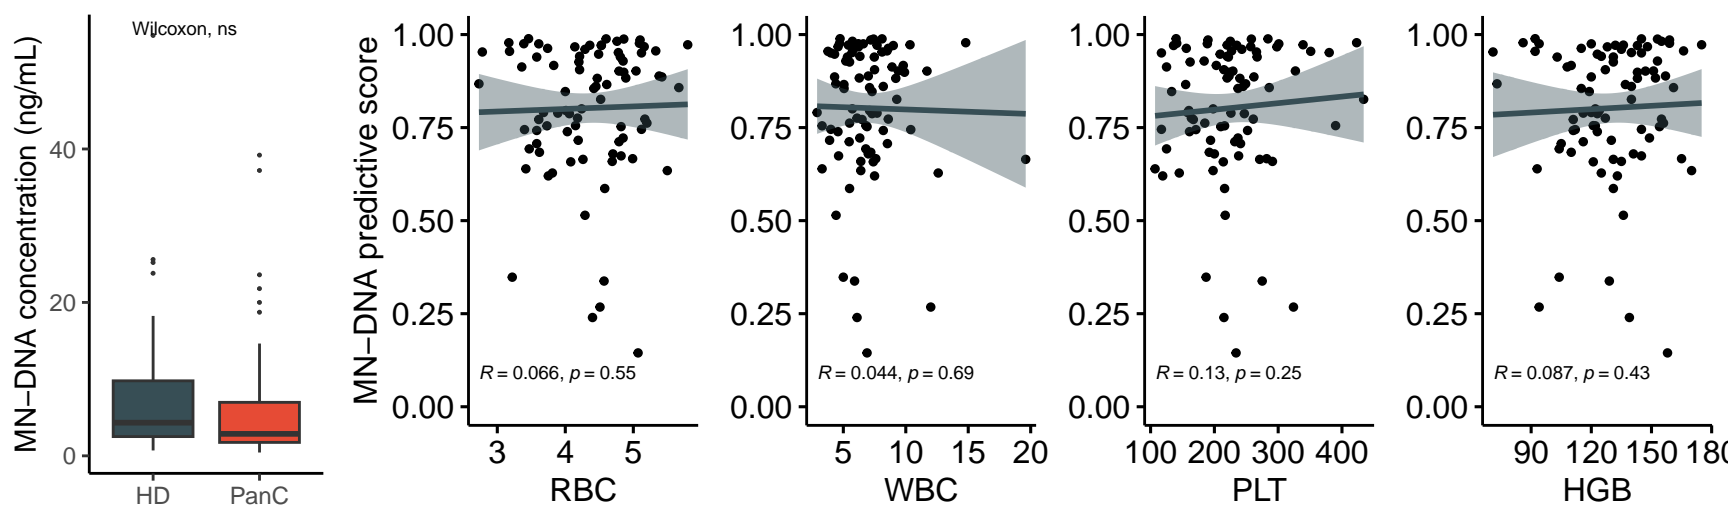 MN−DNA concentration (ng/mL)
40
20
0
Wilcoxon, ns
HD
PanC
MN−DNA predictive score
1.00
0.75
0.50
0.25
0.00
R = 0.066, p = 0.55
3
4
5
RBC
1.00
0.75
0.50
0.25
0.00
R = 0.044, p = 0.69
5
10
15
20
WBC
1.00
0.75
0.50
0.25
0.00
R = 0.13, p = 0.25
100
200
300
400
PLT
1.00
0.75
0.50
0.25
0.00
R = 0.087, p = 0.43
90
120
150
180
HGB